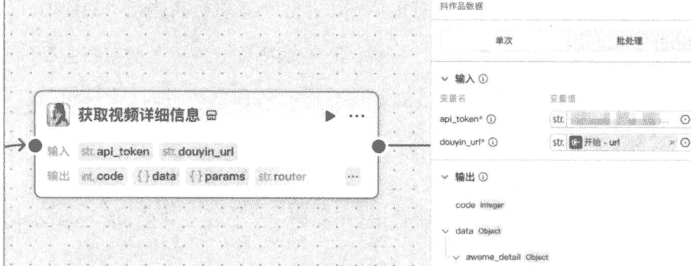 获取视频详细信息
输入 str.api_token str.douyin_url
输出 int.code {}data {}params str.router ...
抖作品数据
单次 批处理
输入
变量名 变量值
api_token* str.
douyin_url* str. 开始 - url
输出
code Integer
data Object
aweme_detail Object